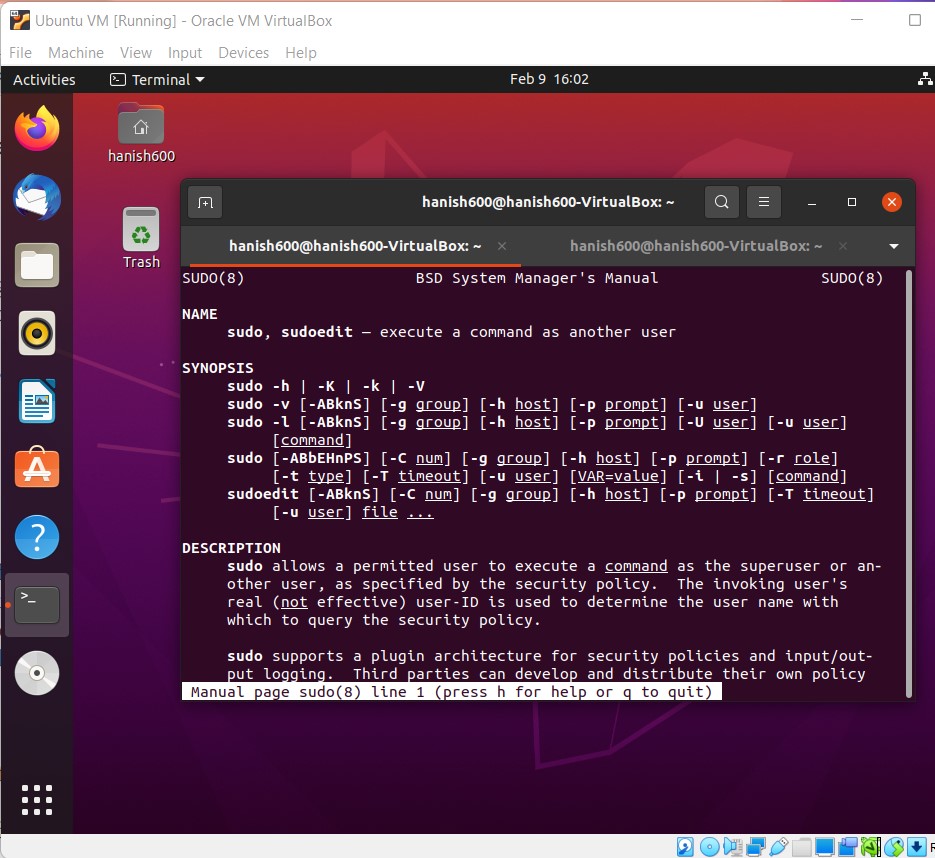 Ubuntu VM [Running] - Oracle VM VirtualBox
File Machine View Input Devices Help
Activities Terminal Feb 9 16:02
hanish600
Trash
hanish600@hanish600-VirtualBox: ~
hanish600@hanish600-VirtualBox: ~ hanish600@hanish600-VirtualBox: ~
SUDO(8) BSD System Manager's Manual SUDO(8)
NAME
sudo, sudoedit — execute a command as another user
SYNOPSIS
sudo -h | -K | -k | -V
sudo -v [-ABknS] [-g group] [-h host] [-p prompt] [-u user]
sudo -l [-ABknS] [-g group] [-h host] [-p prompt] [-U user] [-u user]
[command]
sudo [-ABbEHnPS] [-C num] [-g group] [-h host] [-p prompt] [-r role]
[-t type] [-T timeout] [-u user] [VAR=value] [-i | -s] [command]
sudoedit [-ABknS] [-C num] [-g group] [-h host] [-p prompt] [-T timeout]
[-u user] file ...
DESCRIPTION
sudo allows a permitted user to execute a command as the superuser or an-
other user, as specified by the security policy. The invoking user's
real (not effective) user-ID is used to determine the user name with
which to query the security policy.
sudo supports a plugin architecture for security policies and input/out-
put logging. Third parties can develop and distribute their own policy
Manual page sudo(8) line 1 (press h for help or q to quit)